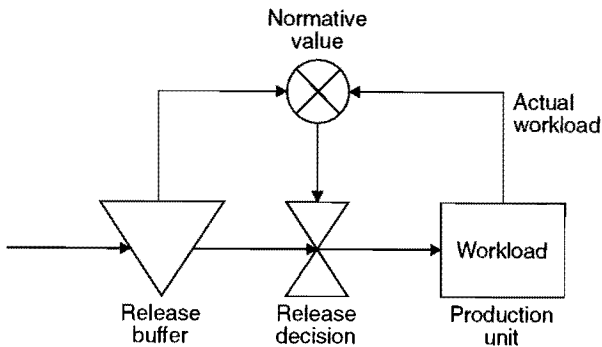 Normative
value
Actual
workload
Workload
Release
buffer
Release
decision
Production
unit